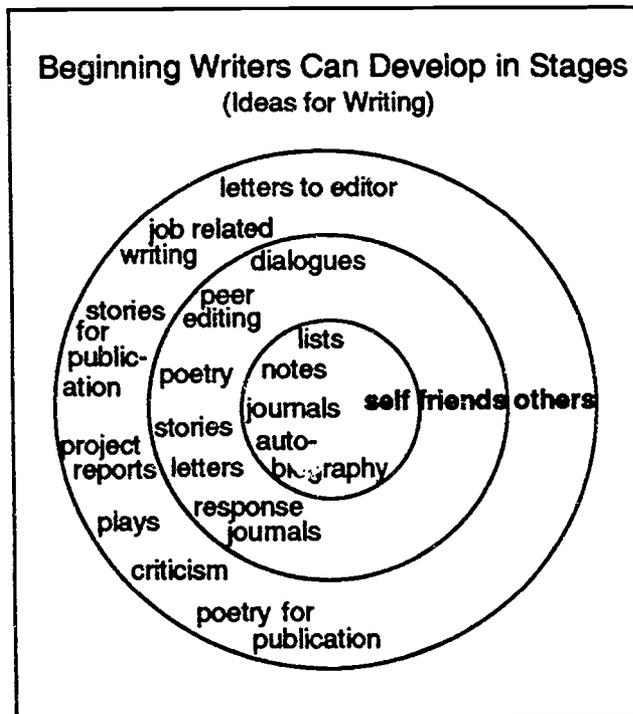 Beginning Writers Can Develop in Stages
(Ideas for Writing)
letters to editor
job related
writing
dialogues
peer
editing
stories
for
public-
ation
lists
notes
poetry
journals
self friends others
stories
auto-
biography
project
reports
letters
response
journals
plays
criticism
poetry for
publication